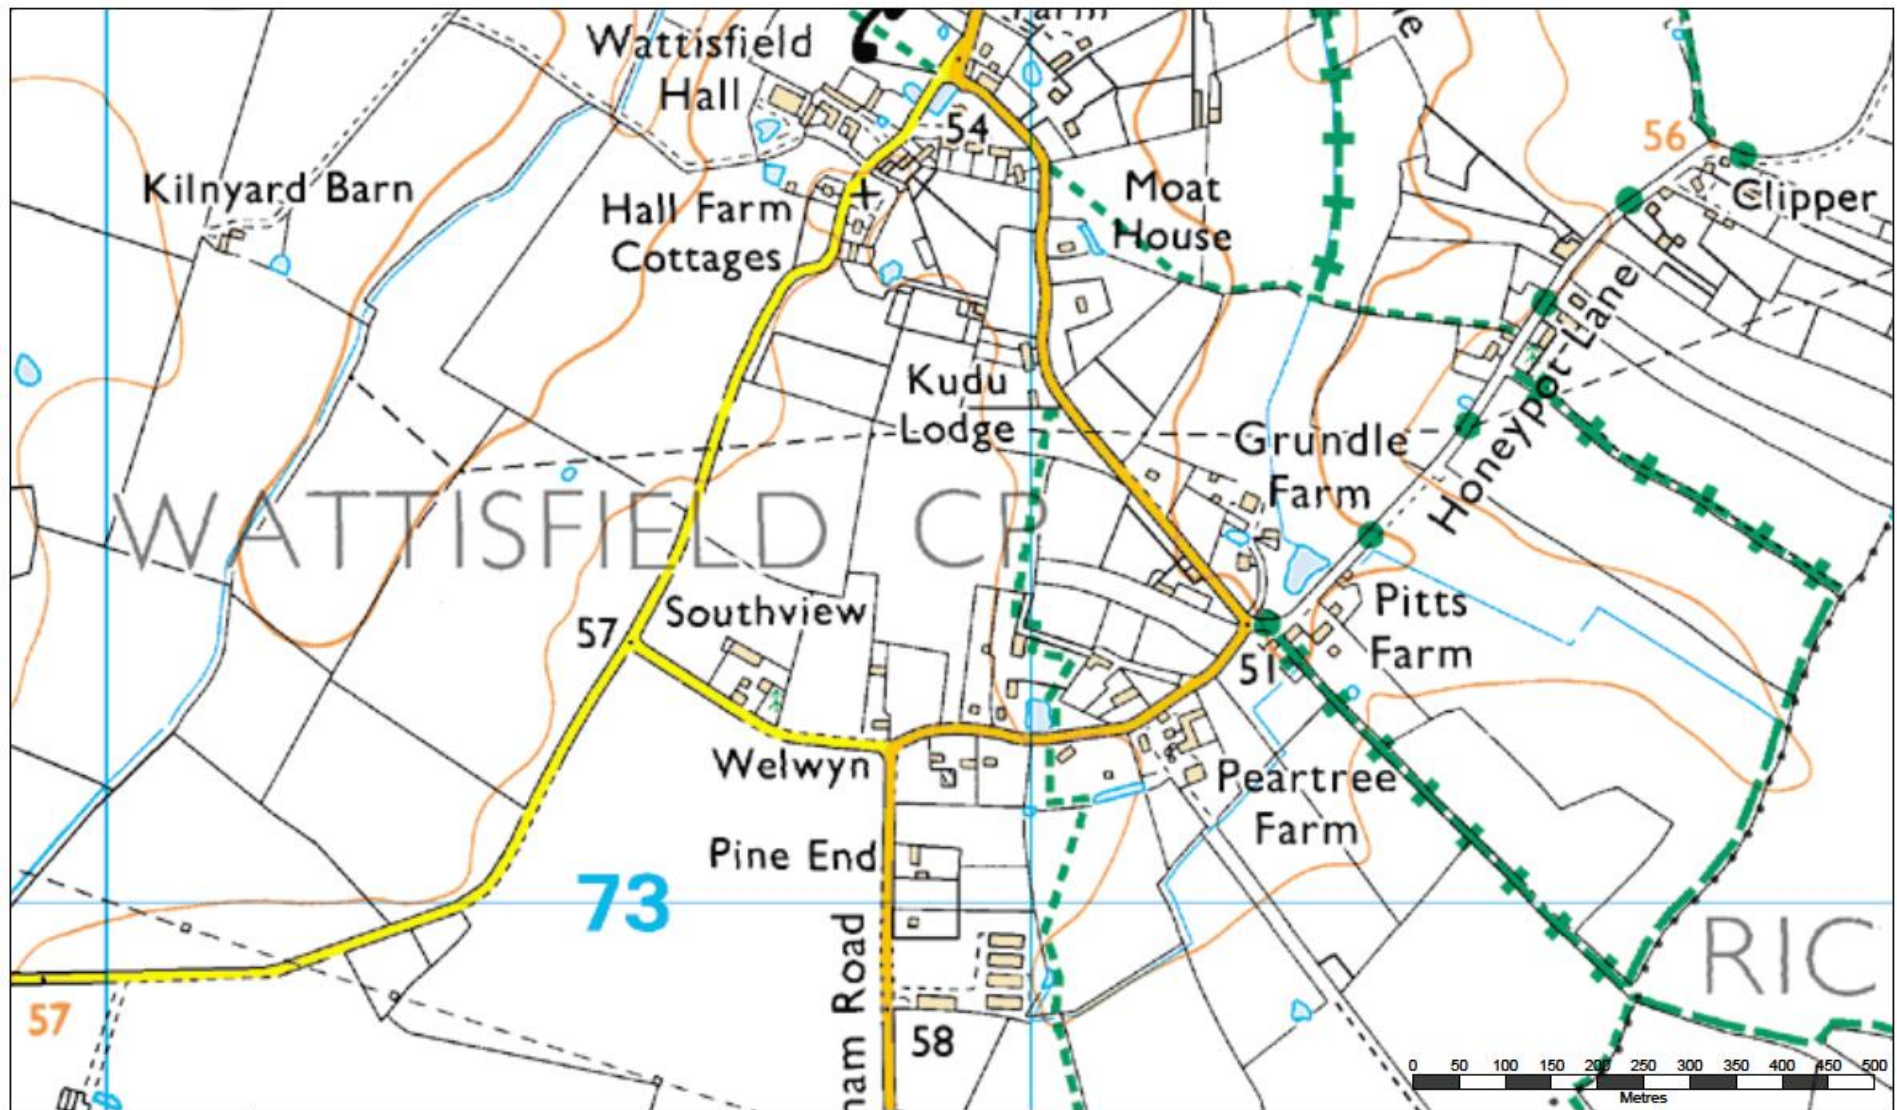 Wattisfield
Hall
54
56
Kilnyard Barn
Hall Farm
Cottages
Moat
House
Clipper
Honeypot Lane
Kudu
Lodge
Grundle
Farm
WATTISFIELD CP
57
Southview
Pitts
Farm
51
Welwyn
Peartree
Farm
Pine End
73
RIC
ham Road
57
58
0 50 100 150 200 250 300 350 400 450 500
Metres